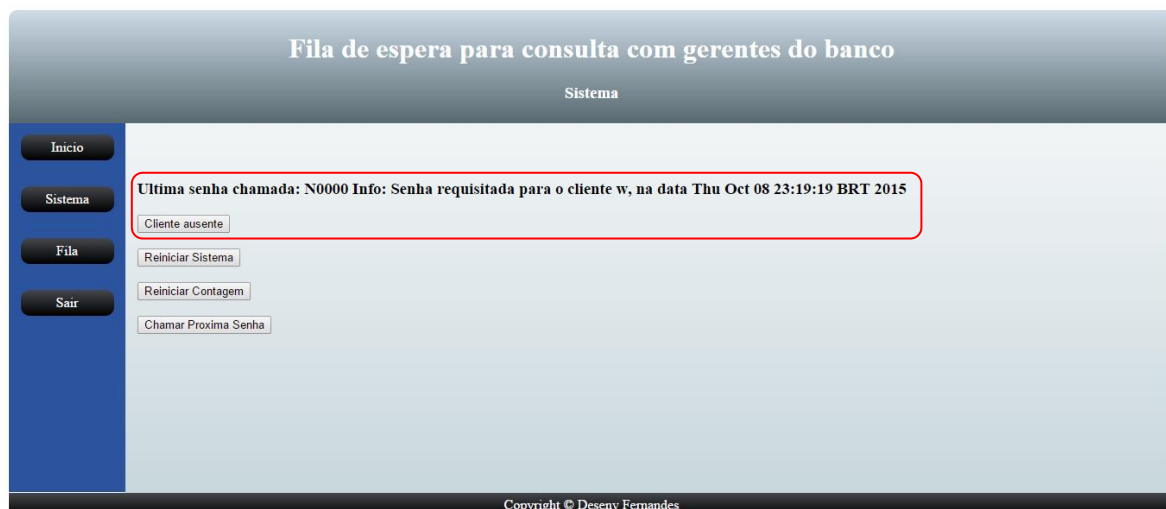 Fila de espera para consulta com gerentes do banco
Sistema
Inicio
Sistema
Fila
Sair
Ultima senha chamada: N0000 Info: Senha requisitada para o cliente w, na data Thu Oct 08 23:19:19 BRT 2015
Cliente ausente
Reiniciar Sistema
Reiniciar Contagem
Chamar Proxima Senha
Copyright © Deseny Fernandes